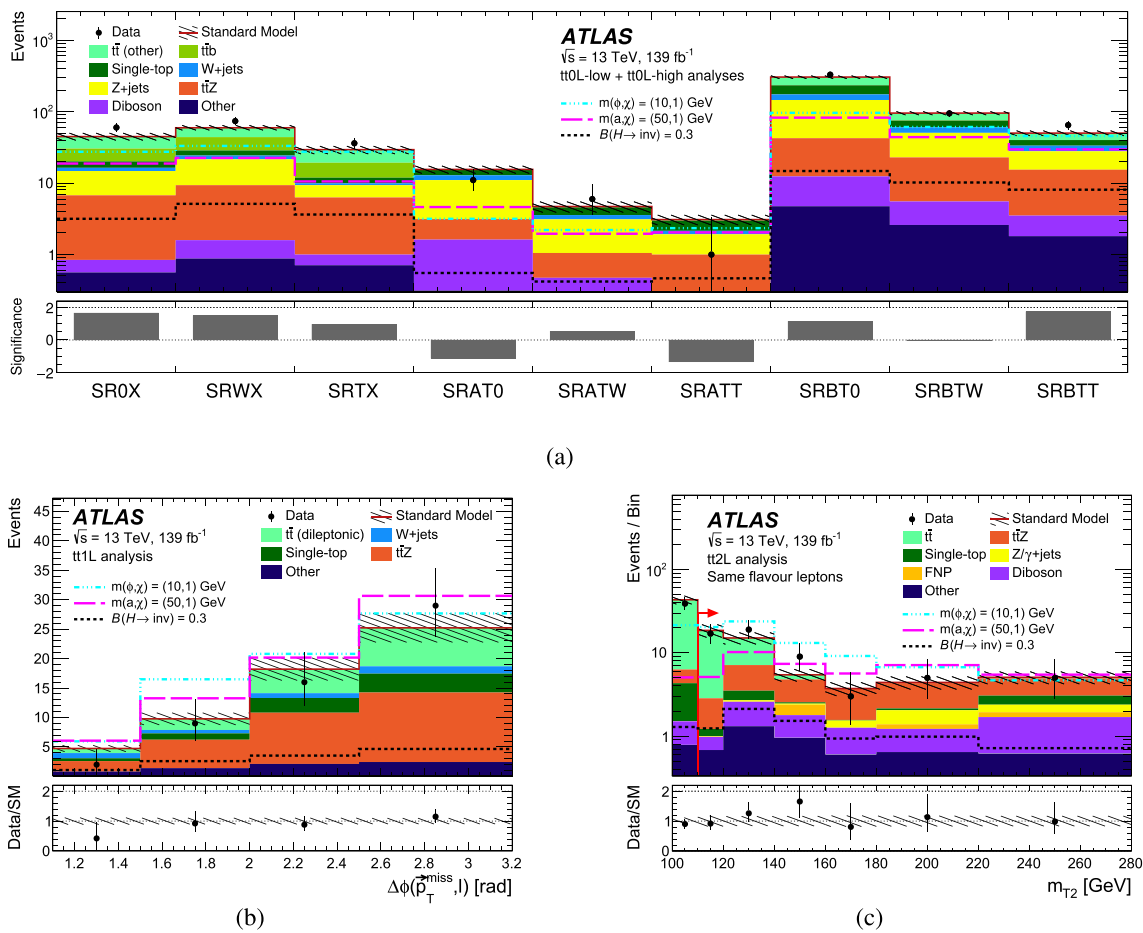 Events
10³
10²
10
1
Data
Standard Model
tt̄ (other)
tt̄b
Single-top
W+jets
Z+jets
tt̄Z
Diboson
Other
ATLAS
√s = 13 TeV, 139 fb⁻¹
tt0L-low + tt0L-high analyses
m(ϕ,χ) = (10,1) GeV
m(a,χ) = (50,1) GeV
B(H→ inv) = 0.3
Significance
2
0
−2
SR0X SRWX SRTX SRAT0 SRATW SRATT SRBT0 SRBTW SRBTT
(a)
Events
45
40
35
30
25
20
15
10
5
ATLAS
√s = 13 TeV, 139 fb⁻¹
tt1L analysis
Data
Standard Model
tt̄ (dileptonic)
W+jets
Single-top
tt̄Z
Other
m(ϕ,χ) = (10,1) GeV
m(a,χ) = (50,1) GeV
B(H→ inv) = 0.3
Data/SM
2
1
0
1.2 1.4 1.6 1.8 2 2.2 2.4 2.6 2.8 3 3.2
Δϕ(p⃗_T^miss,l) [rad]
(b)
Events / Bin
10²
10
1
ATLAS
√s = 13 TeV, 139 fb⁻¹
tt2L analysis
Same flavour leptons
Data
Standard Model
tt̄
tt̄Z
Single-top
Z/γ+jets
FNP
Diboson
Other
m(ϕ,χ) = (10,1) GeV
m(a,χ) = (50,1) GeV
B(H→ inv) = 0.3
Data/SM
2
1
0
100 120 140 160 180 200 220 240 260 280
m_T2 [GeV]
(c)